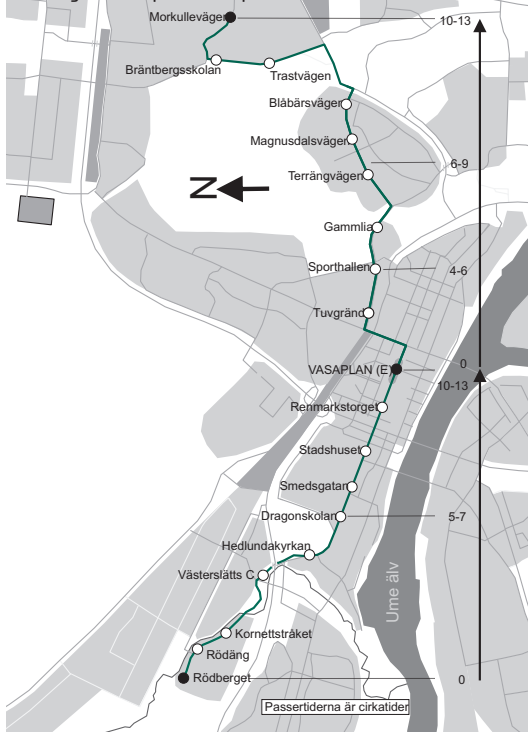 Morkullevägen
10-13
Bräntbergsskolan
Trastvägen
Blåbärsvägen
Magnusdalsvägen
6-9
Terrängvägen
N
Gammlia
Sporthallen
4-6
Tuvgränd
0
VASAPLAN (E)
10-13
Renmarkstorget
Stadshuset
Smedsgatan
Dragonskolan
5-7
Hedlundakyrkan
Västerslätts C
Ume älv
Kornettstråket
Rödäng
Rödberget
0
Passertiderna är cirkatider